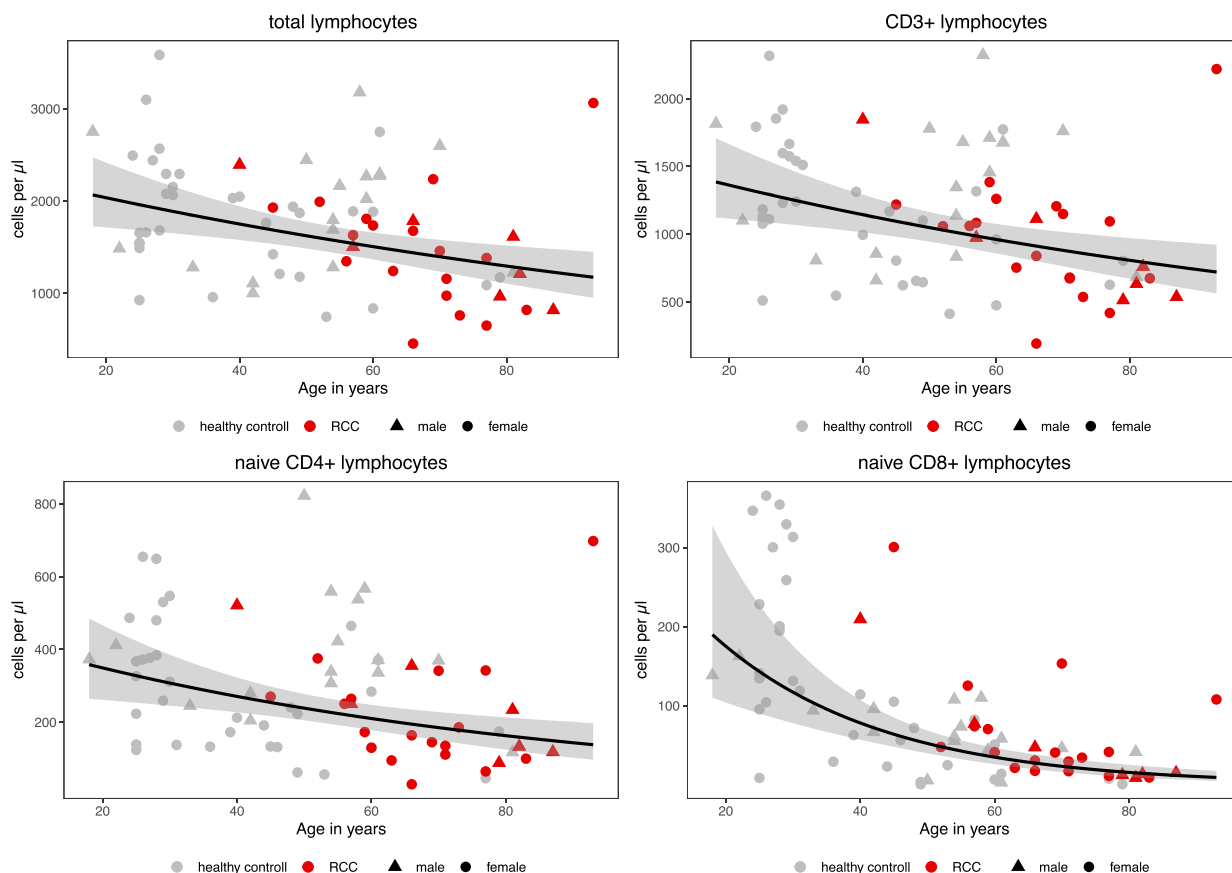 total lymphocytes
CD3+ lymphocytes
cells per µl
3000
2000
1000
20 40 60 80
Age in years
cells per µl
2000
1500
1000
500
20 40 60 80
Age in years
healthy controll RCC male female
healthy controll RCC male female
naive CD4+ lymphocytes
naive CD8+ lymphocytes
cells per µl
800
600
400
200
20 40 60 80
Age in years
cells per µl
300
200
100
20 40 60 80
Age in years
healthy controll RCC male female
healthy controll RCC male female